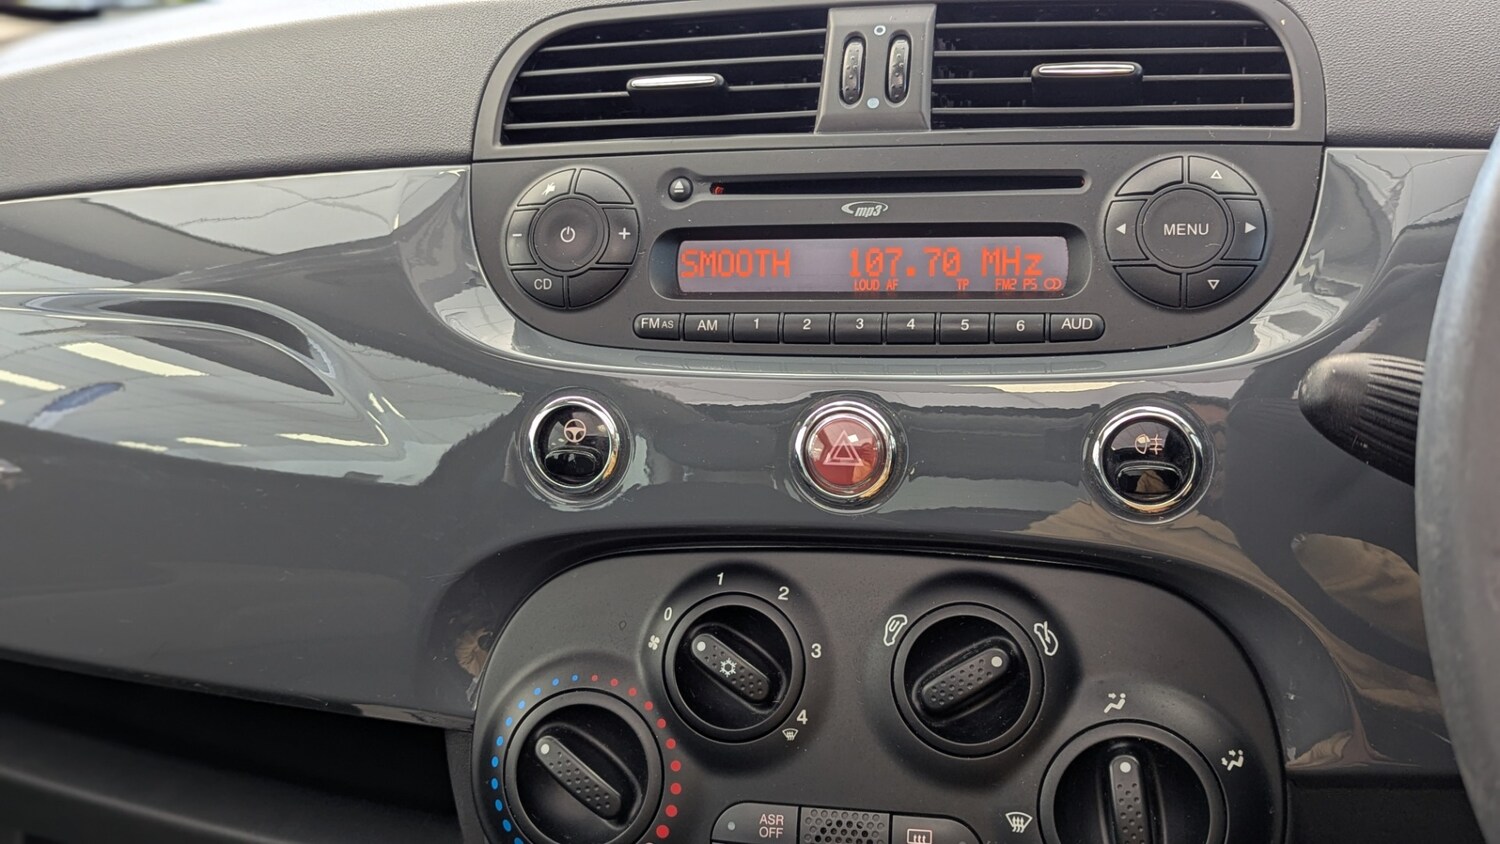 mp3
CD
MENU
SMOOTH 107.70 MHz
LOUD AF TP FM2 PS
FM AS AM 1 2 3 4 5 6 AUD
0 1 2 3 4
ASR
OFF